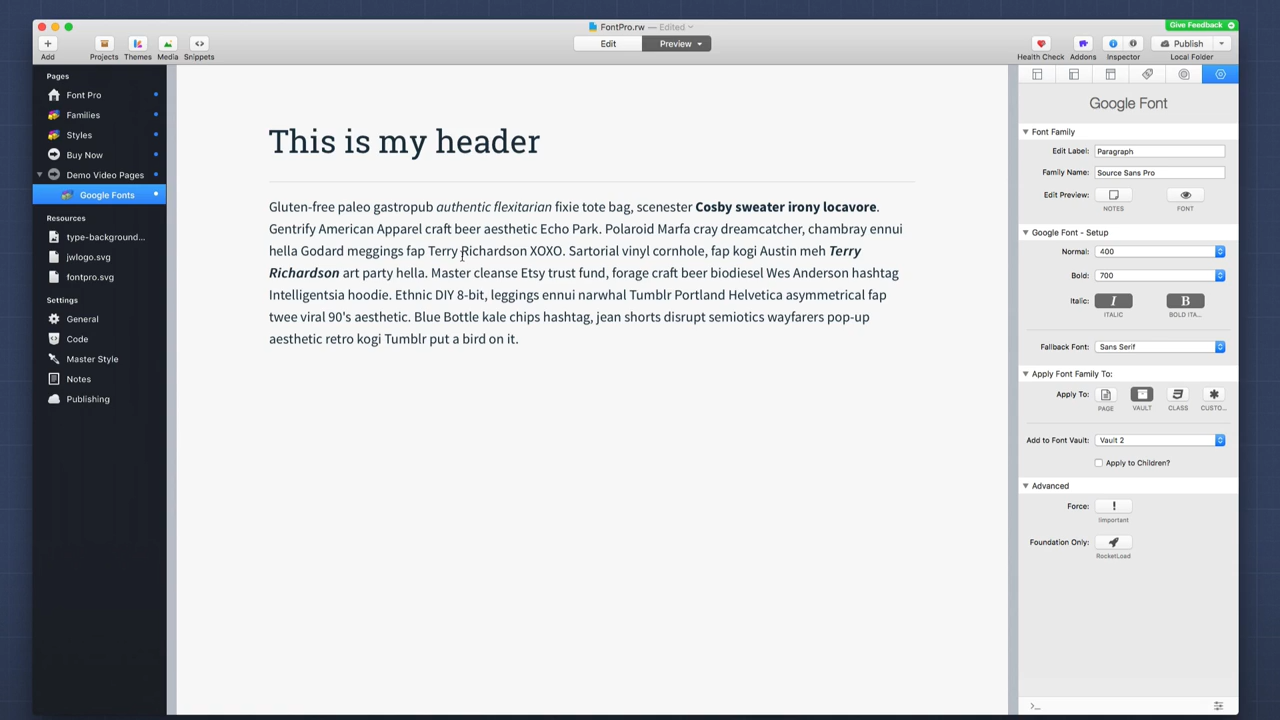 FontPro.rw — Edited
Give Feedback
Add
Projects
Themes
Media
Snippets
Edit
Preview
Health Check
Addons
Inspector
Publish
Local Folder
Pages
Font Pro
Families
Styles
Buy Now
Demo Video Pages
Google Fonts
Resources
type-background...
jwlogo.svg
fontpro.svg
Settings
General
Code
Master Style
Notes
Publishing
This is my header
Gluten-free paleo gastropub authentic flexitarian fixie tote bag, scenester Cosby sweater irony locavore.
Gentrify American Apparel craft beer aesthetic Echo Park. Polaroid Marfa cray dreamcatcher, chambray ennui
hella Godard meggings fap Terry Richardson XOXO. Sartorial vinyl cornhole, fap kogi Austin meh Terry
Richardson art party hella. Master cleanse Etsy trust fund, forage craft beer biodiesel Wes Anderson hashtag
Intelligentsia hoodie. Ethnic DIY 8-bit, leggings ennui narwhal Tumblr Portland Helvetica asymmetrical fap
twee viral 90's aesthetic. Blue Bottle kale chips hashtag, jean shorts disrupt semiotics wayfarers pop-up
aesthetic retro kogi Tumblr put a bird on it.
Google Font
Font Family
Edit Label: Paragraph
Family Name: Source Sans Pro
Edit Preview:
NOTES
FONT
Google Font - Setup
Normal: 400
Bold: 700
Italic: I B
ITALIC
BOLD ITA...
Fallback Font: Sans Serif
Apply Font Family To:
Apply To:
PAGE
VAULT
CLASS
CUSTO...
Add to Font Vault: Vault 2
Apply to Children?
Advanced
Force: !
!important
Foundation Only:
RocketLoad